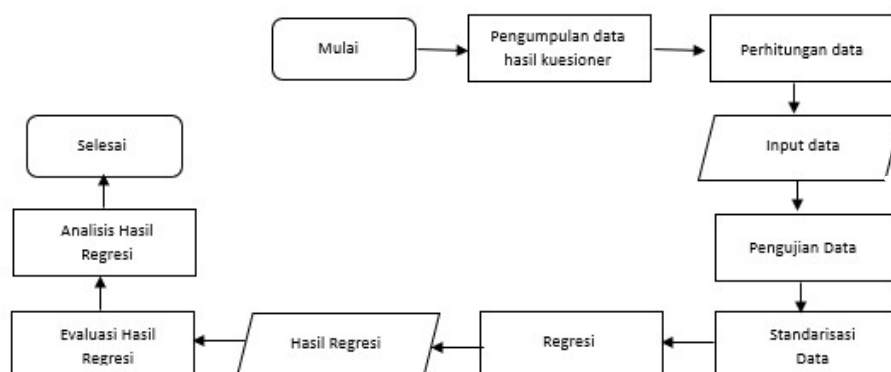 Mulai
Pengumpulan data
hasil kuesioner
Perhitungan data
Input data
Pengujian Data
Standarisasi
Data
Regresi
Hasil Regresi
Evaluasi Hasil
Regresi
Analisis Hasil
Regresi
Selesai